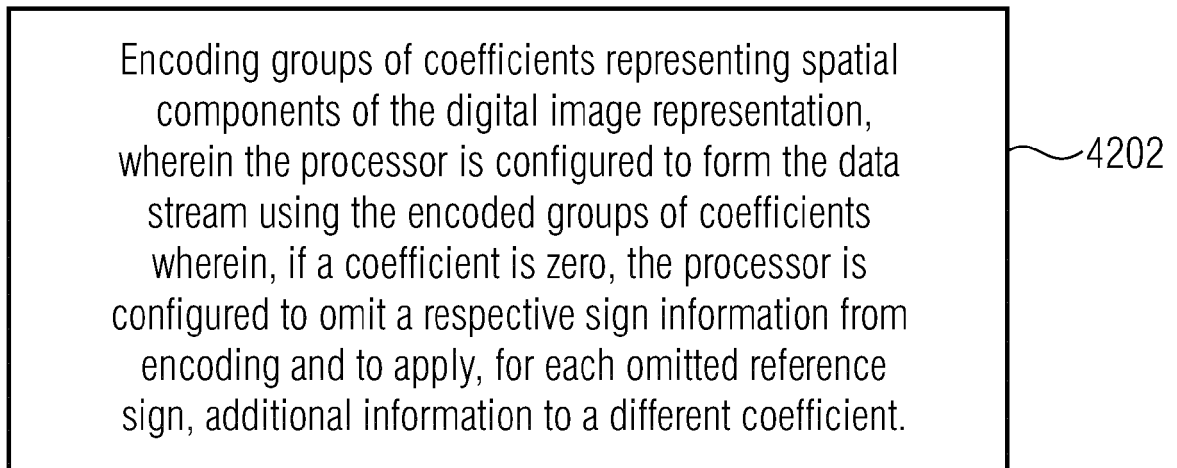 Encoding groups of coefficients representing spatial
components of the digital image representation,
wherein the processor is configured to form the data
stream using the encoded groups of coefficients
wherein, if a coefficient is zero, the processor is
configured to omit a respective sign information from
encoding and to apply, for each omitted reference
sign, additional information to a different coefficient.
4202